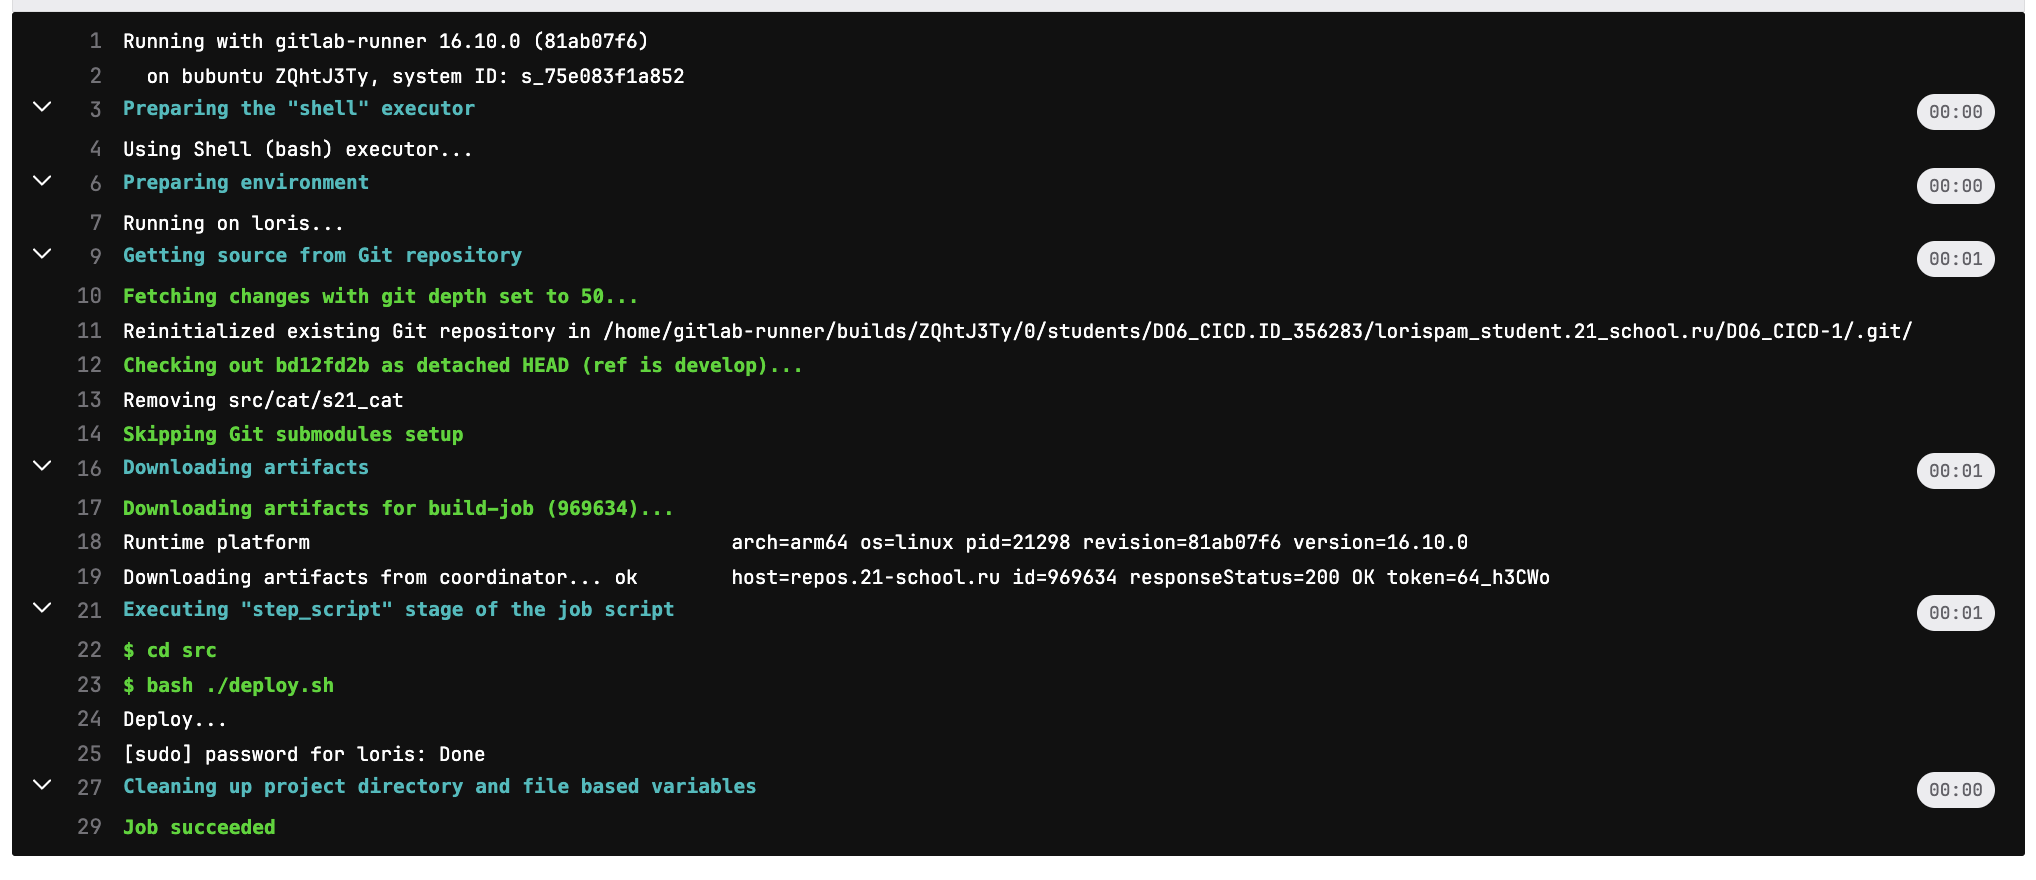 1 Running with gitlab-runner 16.10.0 (81ab07f6)
2 on bubuntu ZQhtJ3Ty, system ID: s_75e083f1a852
3 Preparing the "shell" executor 00:00
4 Using Shell (bash) executor...
6 Preparing environment 00:00
7 Running on loris...
9 Getting source from Git repository 00:01
10 Fetching changes with git depth set to 50...
11 Reinitialized existing Git repository in /home/gitlab-runner/builds/ZQhtJ3Ty/0/students/DO6_CICD.ID_356283/lorispam_student.21_school.ru/DO6_CICD-1/.git/
12 Checking out bd12fd2b as detached HEAD (ref is develop)...
13 Removing src/cat/s21_cat
14 Skipping Git submodules setup
16 Downloading artifacts 00:01
17 Downloading artifacts for build-job (969634)...
18 Runtime platform arch=arm64 os=linux pid=21298 revision=81ab07f6 version=16.10.0
19 Downloading artifacts from coordinator... ok host=repos.21-school.ru id=969634 responseStatus=200 OK token=64_h3CWo
21 Executing "step_script" stage of the job script 00:01
22 $ cd src
23 $ bash ./deploy.sh
24 Deploy...
25 [sudo] password for loris: Done
27 Cleaning up project directory and file based variables 00:00
29 Job succeeded